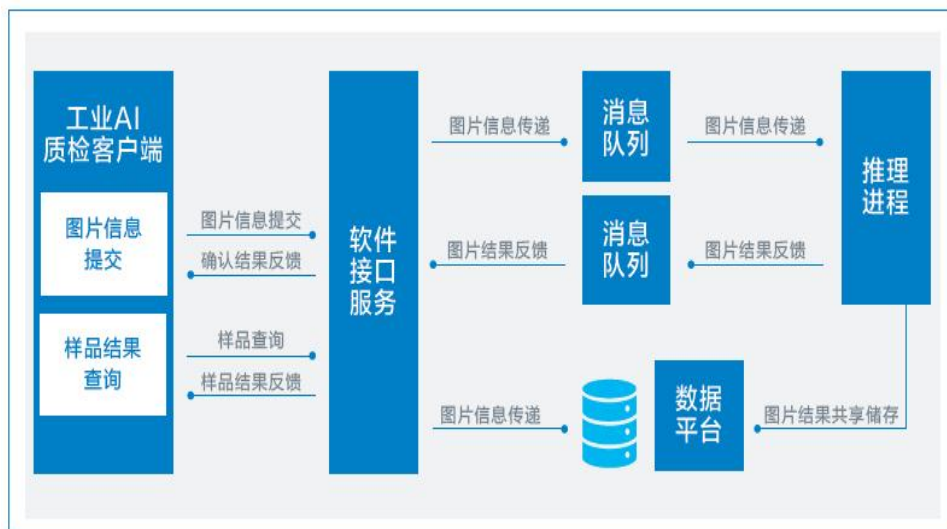 工业AI
质检客户端
图片信息
提交
样品结果
查询
图片信息提交
确认结果反馈
样品查询
样品结果反馈
软件
接口
服务
图片信息传递
图片结果反馈
图片信息传递
消息
队列
消息
队列
数据
平台
图片信息传递
图片结果反馈
图片结果共享储存
推理
进程